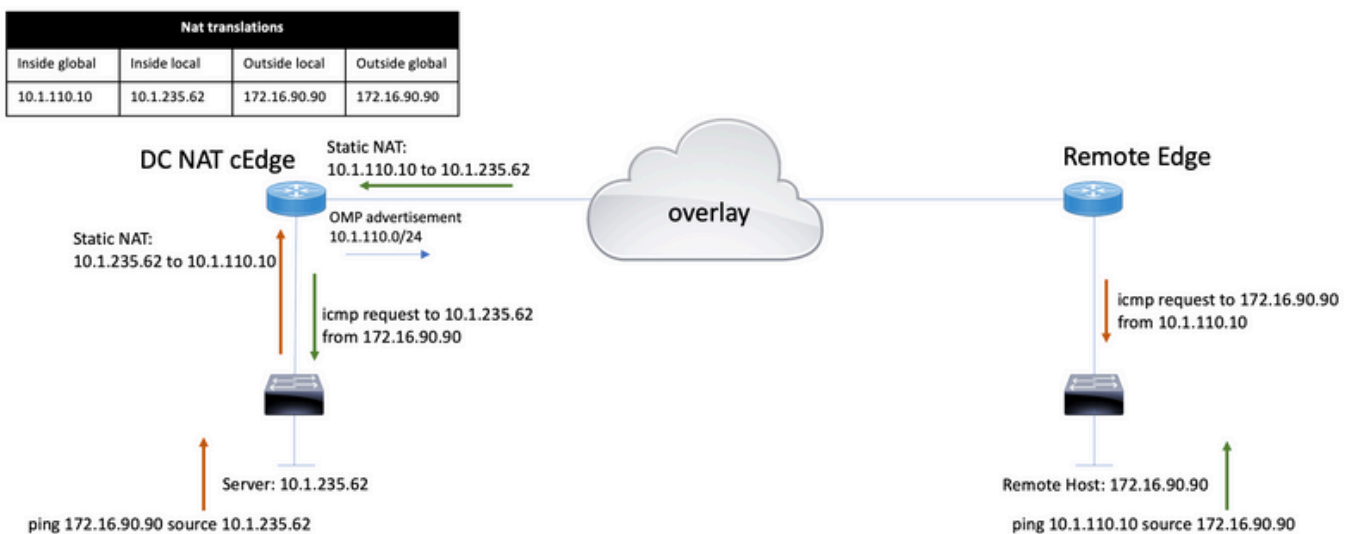 Nat translations
Inside global Inside local Outside local Outside global
10.1.110.10 10.1.235.62 172.16.90.90 172.16.90.90
DC NAT cEdge
Static NAT:
10.1.110.10 to 10.1.235.62
overlay
Remote Edge
OMP advertisement
10.1.110.0/24
Static NAT:
10.1.235.62 to 10.1.110.10
icmp request to 10.1.235.62
from 172.16.90.90
icmp request to 172.16.90.90
from 10.1.110.10
Server: 10.1.235.62
ping 172.16.90.90 source 10.1.235.62
Remote Host: 172.16.90.90
ping 10.1.110.10 source 172.16.90.90